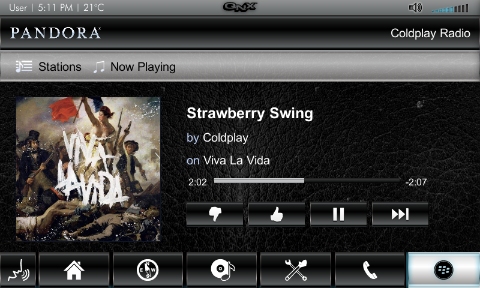 User | 5:11 PM | 21°C
QNX
PANDORA
Coldplay Radio
Stations
Now Playing
VIVA
LA VIDA
Strawberry Swing
by Coldplay
on Viva La Vida
2:02
-2:07
E W